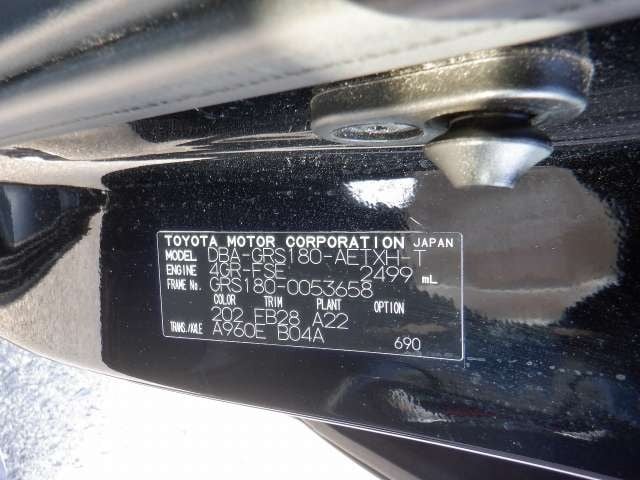 TOYOTA MOTOR CORPORATION JAPAN
MODEL DBA-GRS180-AETXH-T
ENGINE 4GR-FSE 2499 mL
FRAME No. GRS180-0053658
COLOR TRIM PLANT OPTION
202 FB28 A22
TRANS./AXLE A960E B04A
690